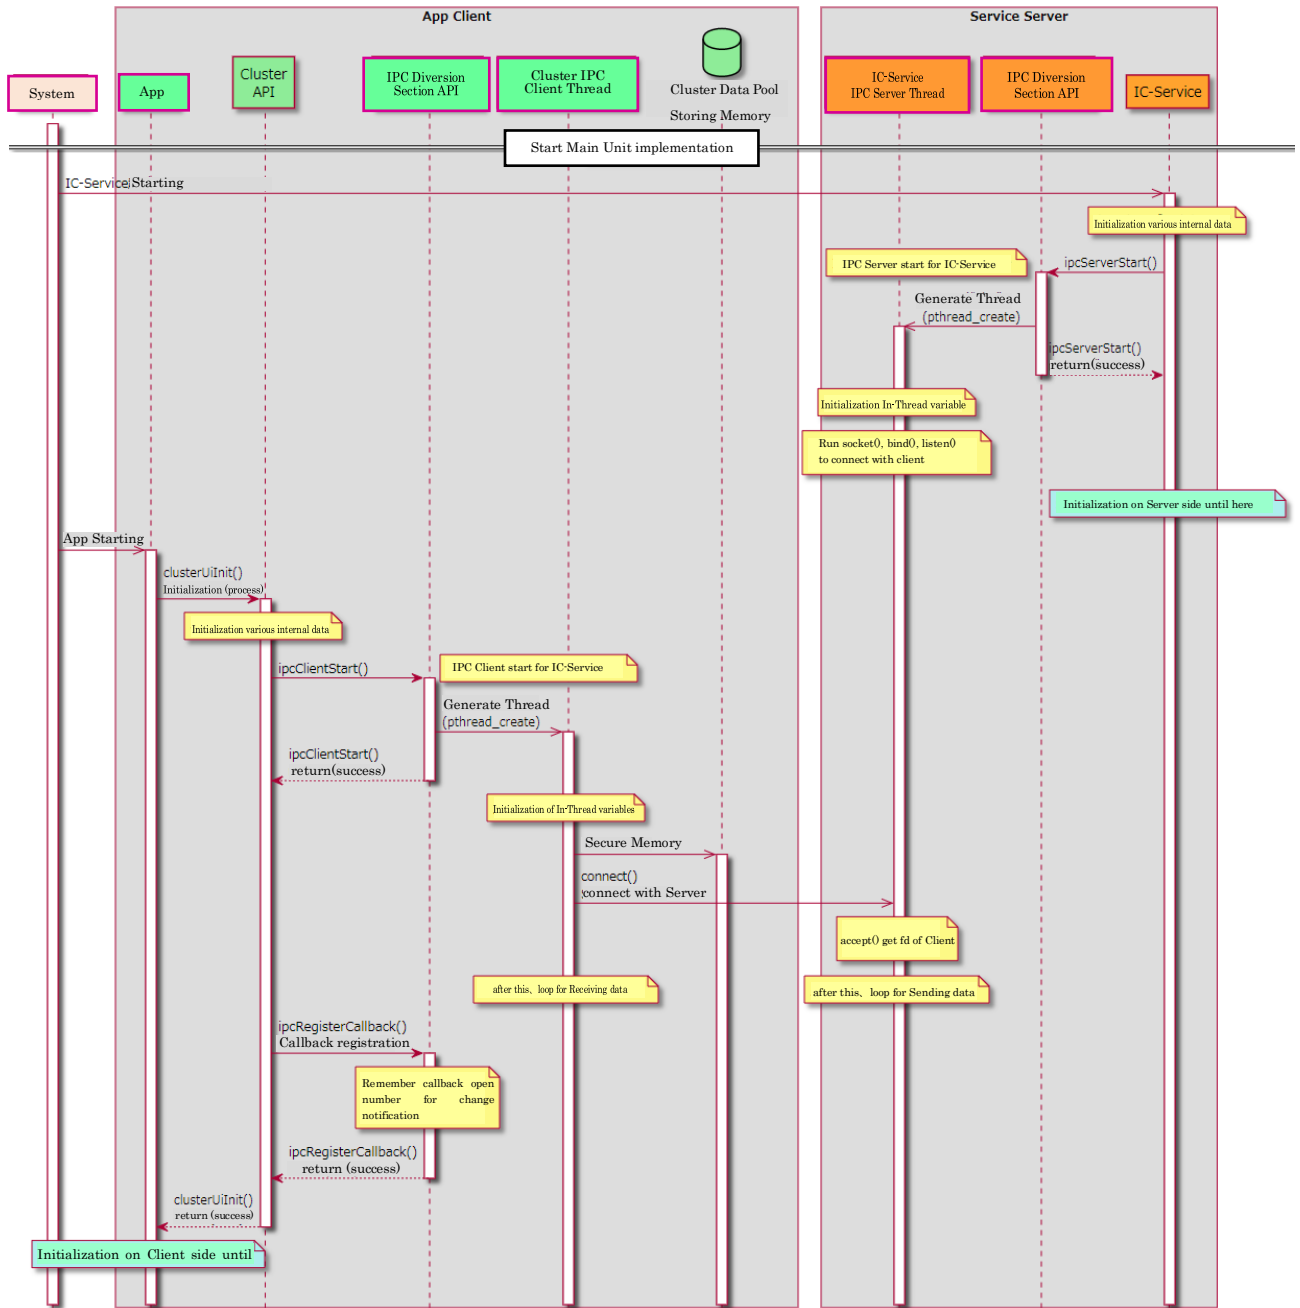 App Client
Service Server
System
App
Cluster
API
IPC Diversion
Section API
Cluster IPC
Client Thread
Cluster Data Pool
Storing Memory
IC-Service
IPC Server Thread
IPC Diversion
Section API
IC-Service
Start Main Unit implementation
IC-Service Starting
Initialization various internal data
IPC Server start for IC-Service
ipcServerStart()
Generate Thread
(pthread_create)
ipcServerStart()
return(success)
Initialization In-Thread variable
Run socket(), bind(), listen()
to connect with client
Initialization on Server side until here
App Starting
clusterUiInit()
Initialization (process)
Initialization various internal data
ipcClientStart()
IPC Client start for IC-Service
Generate Thread
(pthread_create)
ipcClientStart()
return(success)
Initialization of In-Thread variables
Secure Memory
connect()
connect with Server
accept() get fd of Client
after this、loop for Receiving data
after this、loop for Sending data
ipcRegisterCallback()
Callback registration
Remember callback open
number for change
notification
ipcRegisterCallback()
return (success)
clusterUiInit()
return (success)
Initialization on Client side until